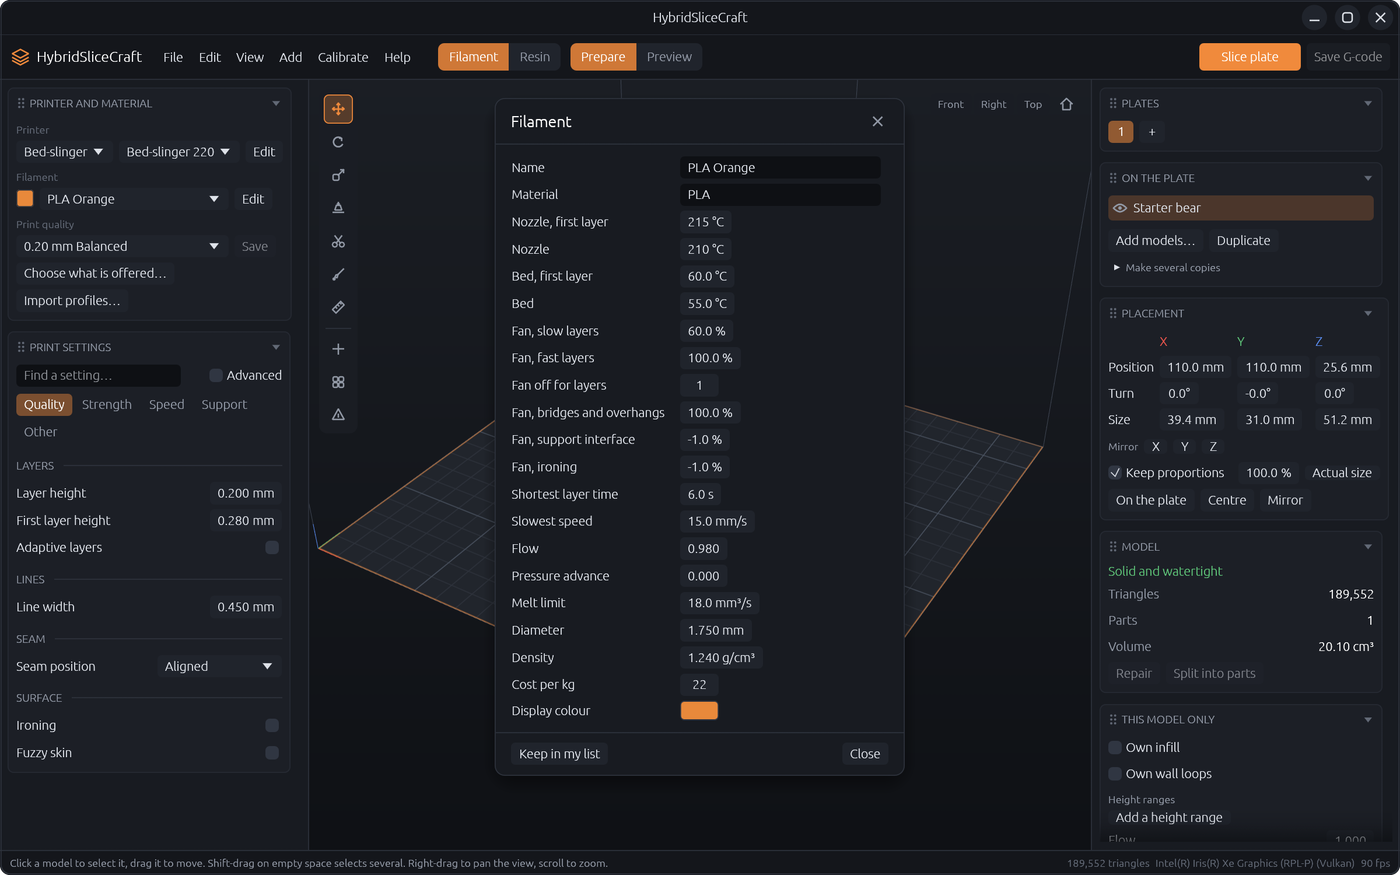 HybridSliceCraft
HybridSliceCraft File Edit View Add Calibrate Help Filament Resin Prepare Preview Slice plate Save G-code
PRINTER AND MATERIAL
Printer
Bed-slinger Bed-slinger 220 Edit
Filament
PLA Orange Edit
Print quality
0.20 mm Balanced Save
Choose what is offered…
Import profiles…
PRINT SETTINGS
Find a setting… Advanced
Quality Strength Speed Support
Other
LAYERS
Layer height 0.200 mm
First layer height 0.280 mm
Adaptive layers
LINES
Line width 0.450 mm
SEAM
Seam position Aligned
SURFACE
Ironing
Fuzzy skin
Filament
Name PLA Orange
Material PLA
Nozzle, first layer 215 °C
Nozzle 210 °C
Bed, first layer 60.0 °C
Bed 55.0 °C
Fan, slow layers 60.0 %
Fan, fast layers 100.0 %
Fan off for layers 1
Fan, bridges and overhangs 100.0 %
Fan, support interface -1.0 %
Fan, ironing -1.0 %
Shortest layer time 6.0 s
Slowest speed 15.0 mm/s
Flow 0.980
Pressure advance 0.000
Melt limit 18.0 mm³/s
Diameter 1.750 mm
Density 1.240 g/cm³
Cost per kg 22
Display colour
Keep in my list Close
Front Right Top
PLATES
1 +
ON THE PLATE
Starter bear
Add models… Duplicate
Make several copies
PLACEMENT
X Y Z
Position 110.0 mm 110.0 mm 25.6 mm
Turn 0.0° -0.0° 0.0°
Size 39.4 mm 31.0 mm 51.2 mm
Mirror X Y Z
Keep proportions 100.0 % Actual size
On the plate Centre Mirror
MODEL
Solid and watertight
Triangles 189,552
Parts 1
Volume 20.10 cm³
Repair Split into parts
THIS MODEL ONLY
Own infill
Own wall loops
Height ranges
Add a height range
Flow 1.000
Click a model to select it, drag it to move. Shift-drag on empty space selects several. Right-drag to pan the view, scroll to zoom.
189,552 triangles Intel(R) Iris(R) Xe Graphics (RPL-P) (Vulkan) 90 fps